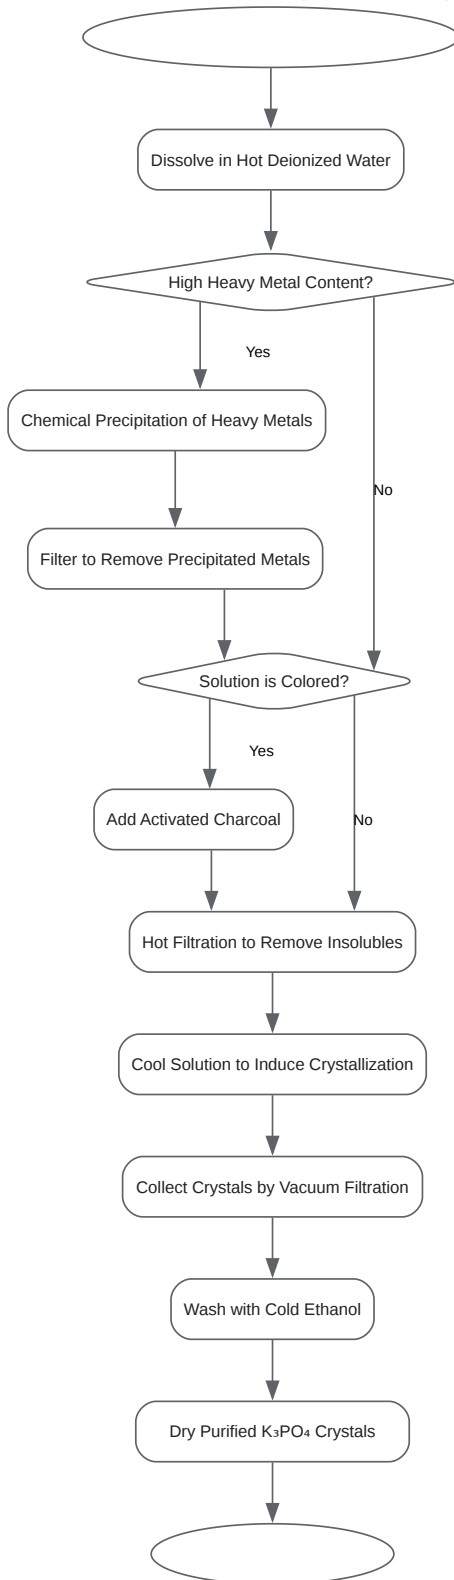 Dissolve in Hot Deionized Water
High Heavy Metal Content?
Yes
Chemical Precipitation of Heavy Metals
No
Filter to Remove Precipitated Metals
Solution is Colored?
Yes
Add Activated Charcoal
No
Hot Filtration to Remove Insolubles
Cool Solution to Induce Crystallization
Collect Crystals by Vacuum Filtration
Wash with Cold Ethanol
Dry Purified K₃PO₄ Crystals